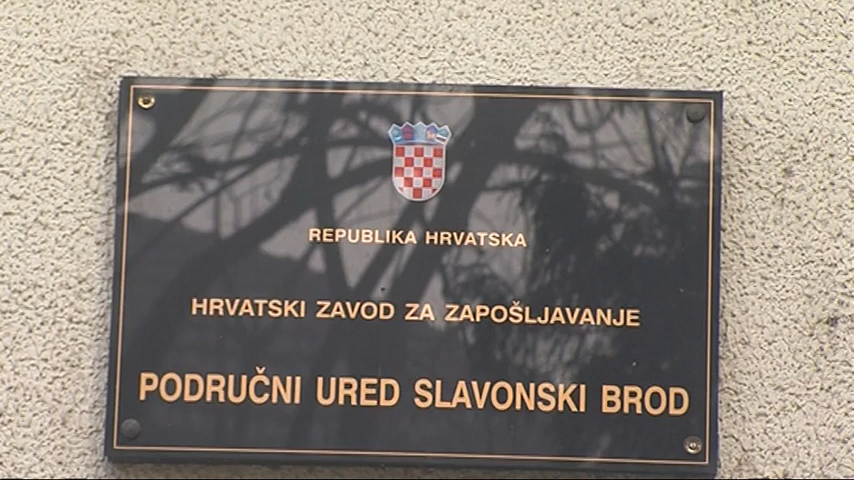 REPUBLIKA HRVATSKA
HRVATSKI ZAVOD ZA ZAPOŠLJAVANJE
PODRUČNI URED SLAVONSKI BROD